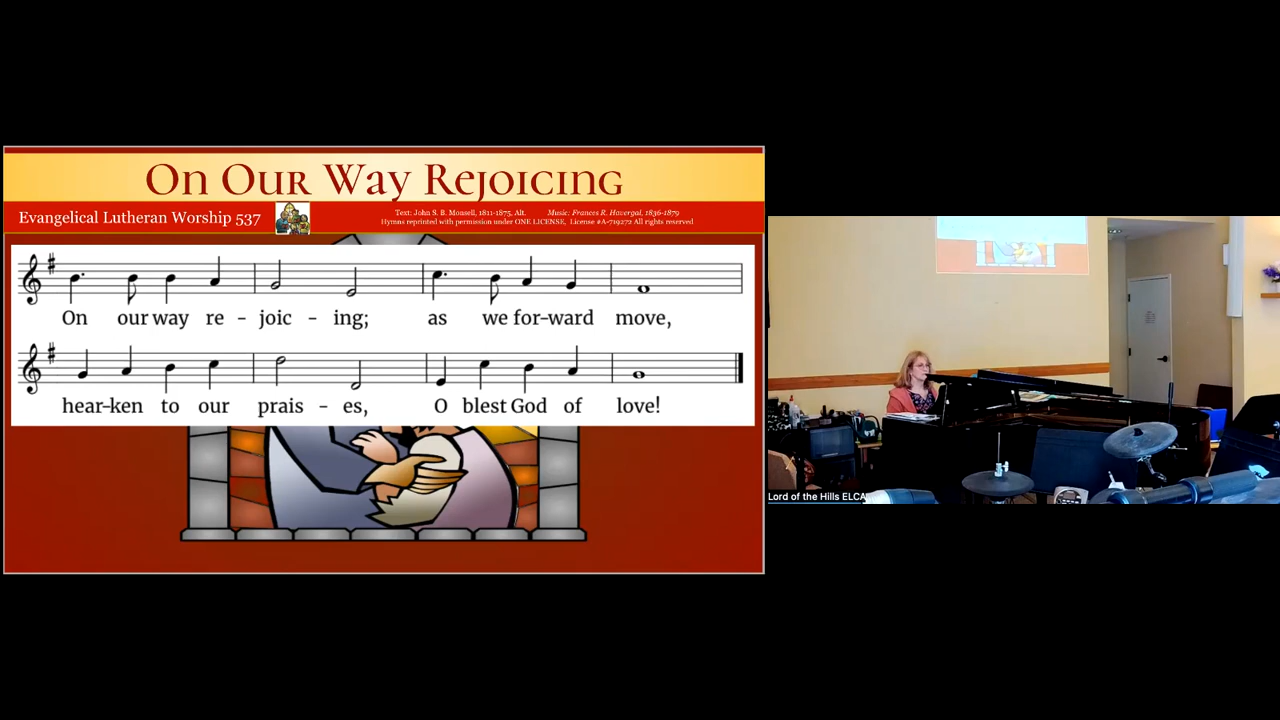 On Our Way Rejoicing
Evangelical Lutheran Worship 537
Text: John S. B. Monsell, 1811-1875, Alt. Music: Frances R. Havergal, 1836-1879
Hymns reprinted with permission under ONE LICENSE, License #A-719272 All rights reserved
On our way re - joic - ing; as we for-ward move,
hear-ken to our prais - es, O blest God of love!
Lord of the Hills ELCA